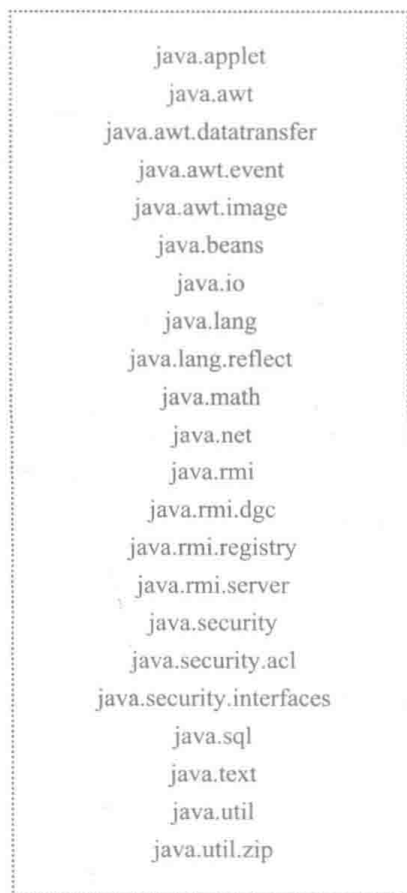 java.applet
java.awt
java.awt.datatransfer
java.awt.event
java.awt.image
java.beans
java.io
java.lang
java.lang.reflect
java.math
java.net
java.rmi
java.rmi.dgc
java.rmi.registry
java.rmi.server
java.security
java.security.acl
java.security.interfaces
java.sql
java.text
java.util
java.util.zip